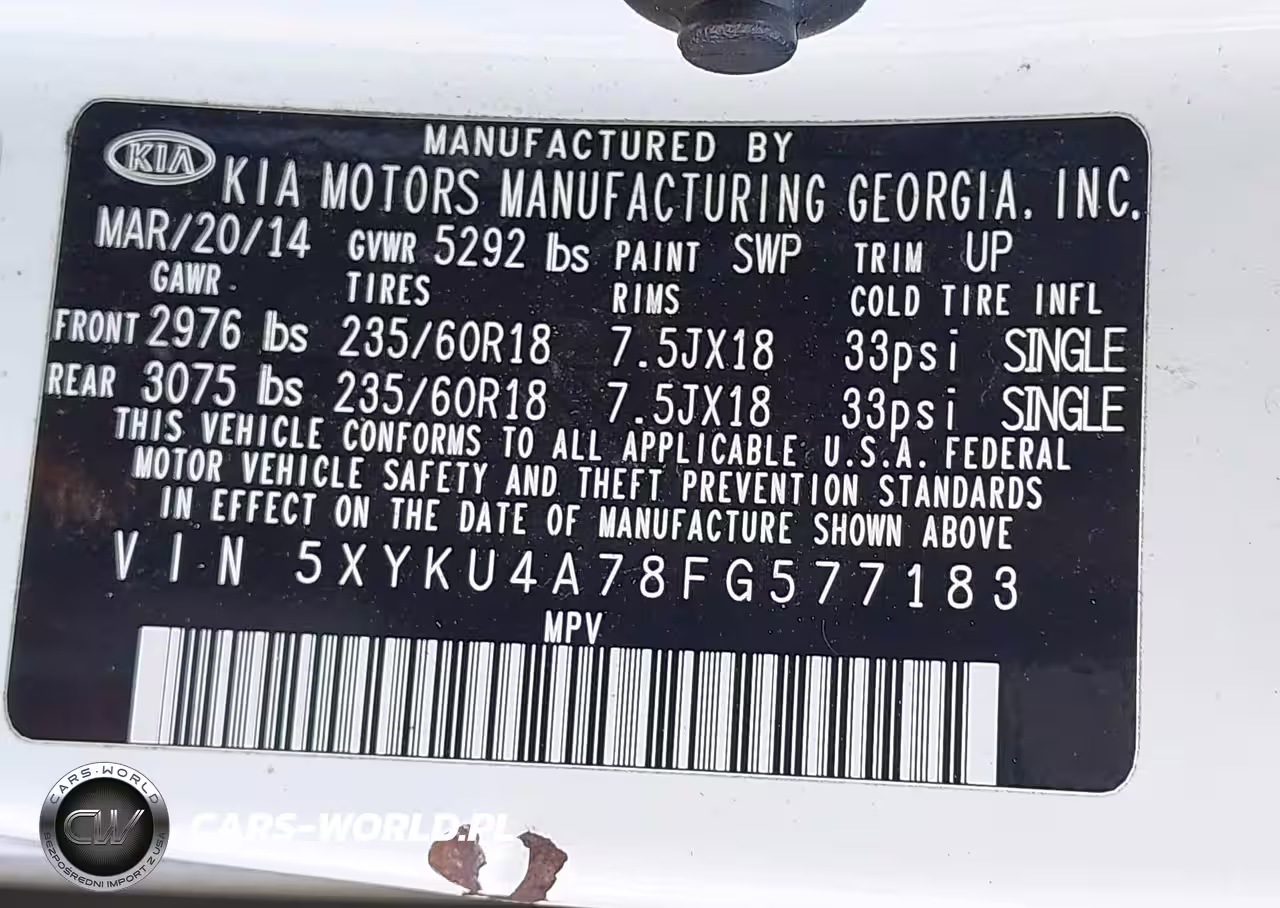 MANUFACTURED BY
KIA KIA MOTORS MANUFACTURING GEORGIA, INC.
MAR/20/14 GVWR 5292 lbs PAINT SWP TRIM UP
GAWR TIRES RIMS COLD TIRE INFL
FRONT 2976 lbs 235/60R18 7.5JX18 33psi SINGLE
REAR 3075 lbs 235/60R18 7.5JX18 33psi SINGLE
THIS VEHICLE CONFORMS TO ALL APPLICABLE U.S.A. FEDERAL
MOTOR VEHICLE SAFETY AND THEFT PREVENTION STANDARDS
IN EFFECT ON THE DATE OF MANUFACTURE SHOWN ABOVE
VIN 5XYKU4A78FG577183
MPV
CARS-WORLD
CW
BEZPOŚREDNI IMPORT Z USA
CARS-WORLD.PL